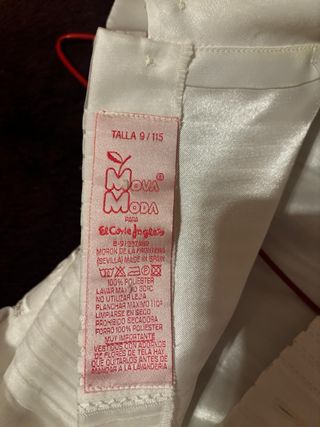 TALLA 9 / 115
MOVA®
MODA
PARA
El Corte Inglés
MORON DE LA FRONTERA
(SEVILLA) MADE IN SPAIN
100% POLIESTER
LAVAR MAX 30ºC
NO UTILIZAR LEJIA
PLANCHAR MAXIMO 110º
LIMPIARSE EN SECO
PROHIBIDO SECADORA
FORRO 100% POLIESTER
MUY IMPORTANTE
VESTIDOS CON ADORNOS
DE FLORES DE TELA HAY
QUE QUITARLOS ANTES DE
MANDAR A LA LAVANDERIA